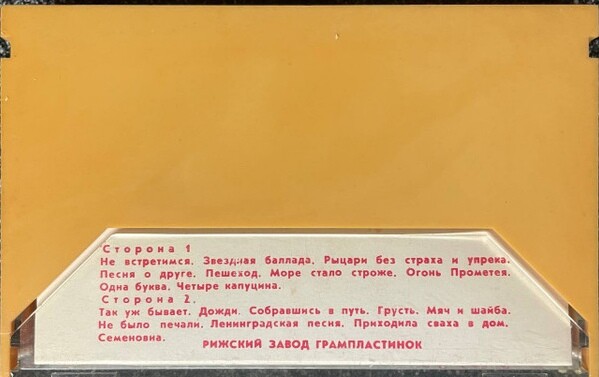 Сторона 1
Не встретимся. Звездная баллада. Рыцари без страха и упрека.
Песня о друге. Пешеход. Море стало строже. Огонь Прометея.
Одна буква. Четыре капуцина.
Сторона 2.
Так уж бывает. Дожди. Собравшись в путь. Грусть. Мяч и шайба.
Не было печали. Ленинградская песня. Приходила сваха в дом.
Семеновна.
РИЖСКИЙ ЗАВОД ГРАМПЛАСТИНОК